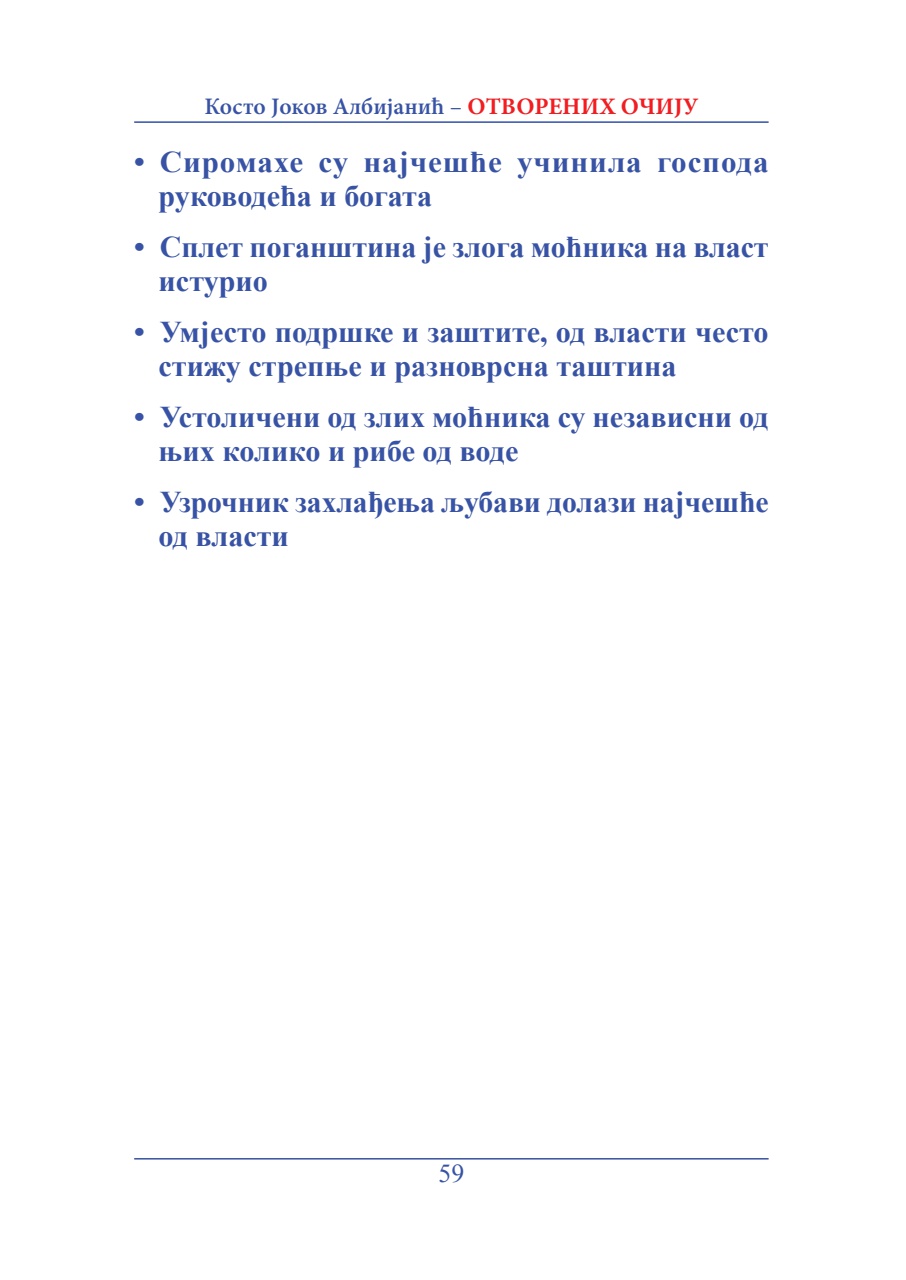 Косто Јоков Албијанић – ОТВОРЕНИХ ОЧИЈУ
• Сиромахе су најчешће учинила господа
руководећа и богата
• Сплет поганштина је злога моћника на власт
истурио
• Умјесто подршке и заштите, од власти често
стижу стрепње и разноврсна таштина
• Устоличени од злих моћника су независни од
њих колико и рибе од воде
• Узрочник захлађења љубави долази најчешће
од власти
59